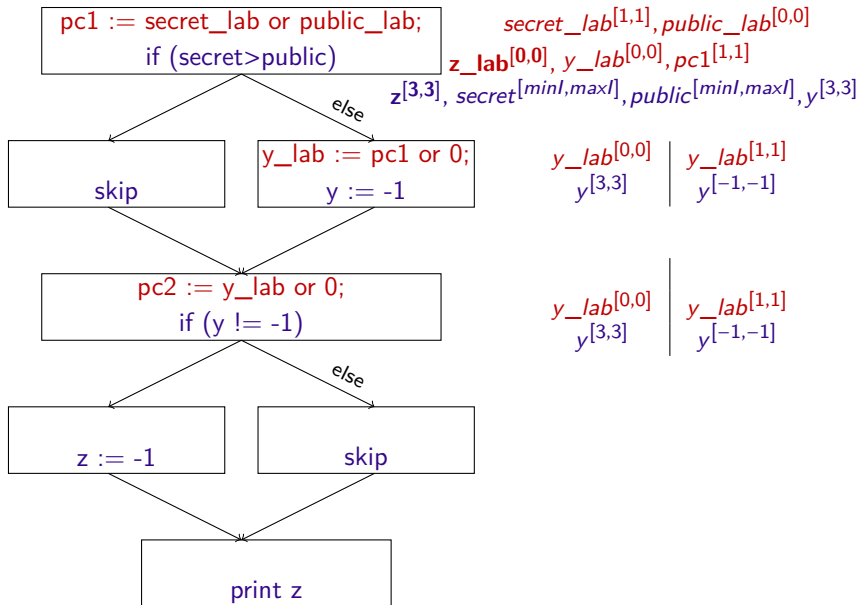 pc1 := secret_lab or public_lab;
if (secret>public)
secret_lab[1,1], public_lab[0,0]
z_lab[0,0], y_lab[0,0], pc1[1,1]
z[3,3], secret[minI,maxI], public[minI,maxI], y[3,3]
else
skip
y_lab := pc1 or 0;
y := -1
y_lab[0,0]
y[3,3]
y_lab[1,1]
y[−1,−1]
pc2 := y_lab or 0;
if (y != -1)
y_lab[0,0]
y[3,3]
y_lab[1,1]
y[−1,−1]
else
z := -1
skip
print z